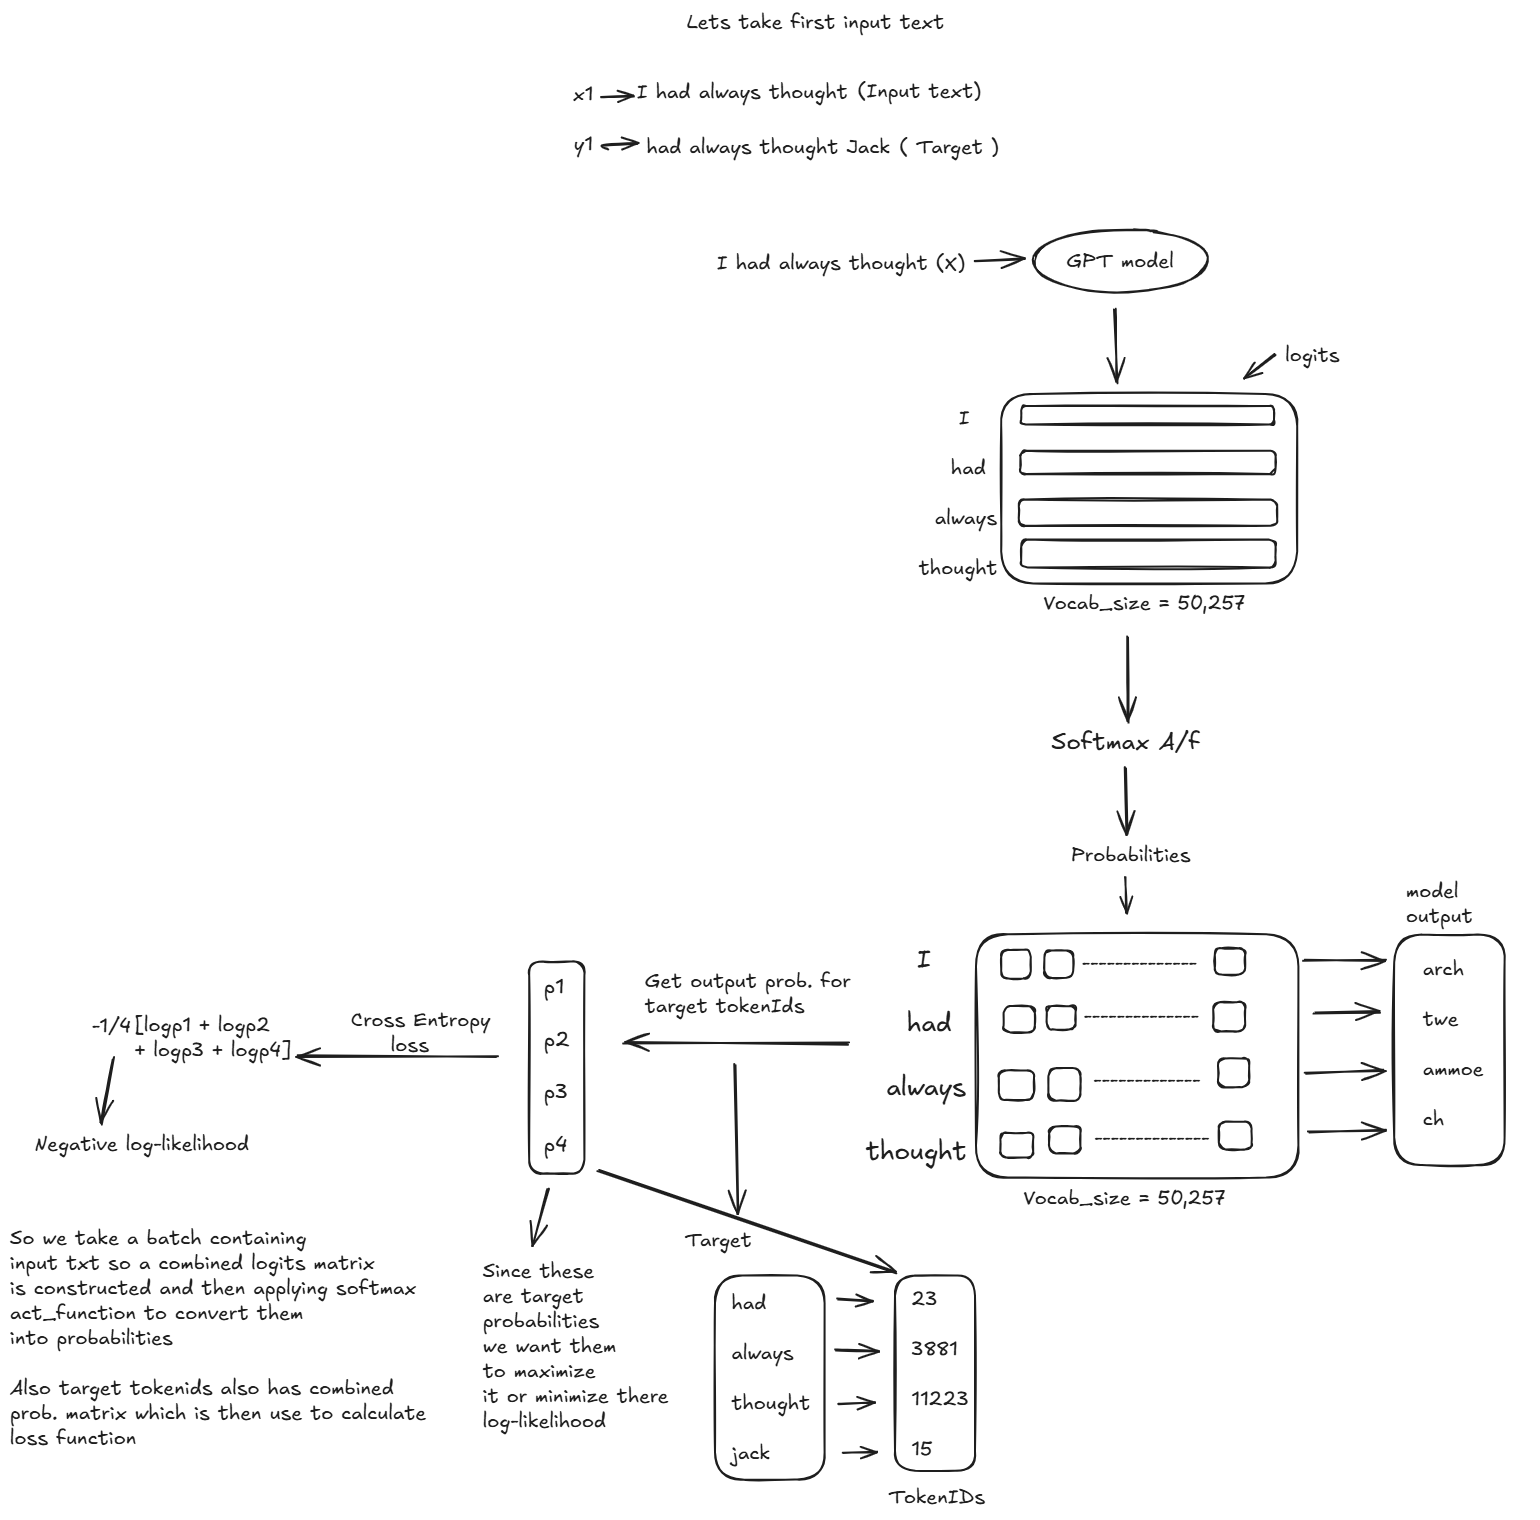 Lets take first input text
x1
I had always thought (Input text)
y1
had always thought Jack ( Target )
I had always thought (x)
GPT model
logits
I
had
always
thought
Vocab_size = 50,257
Softmax A/f
Probabilities
model
output
I
had
always
thought
arch
twe
ammoe
ch
Vocab_size = 50,257
Get output prob. for
target tokenIds
p1
p2
p3
p4
Cross Entropy
loss
-1/4[logp1 + logp2
+ logp3 + logp4]
Negative log-likelihood
So we take a batch containing
input txt so a combined logits matrix
is constructed and then applying softmax
act_function to convert them
into probabilities
Also target tokenids also has combined
prob. matrix which is then use to calculate
loss function
Since these
are target
probabilities
we want them
to maximize
it or minimize there
log-likelihood
Target
had
always
thought
jack
23
3881
11223
15
TokenIDs